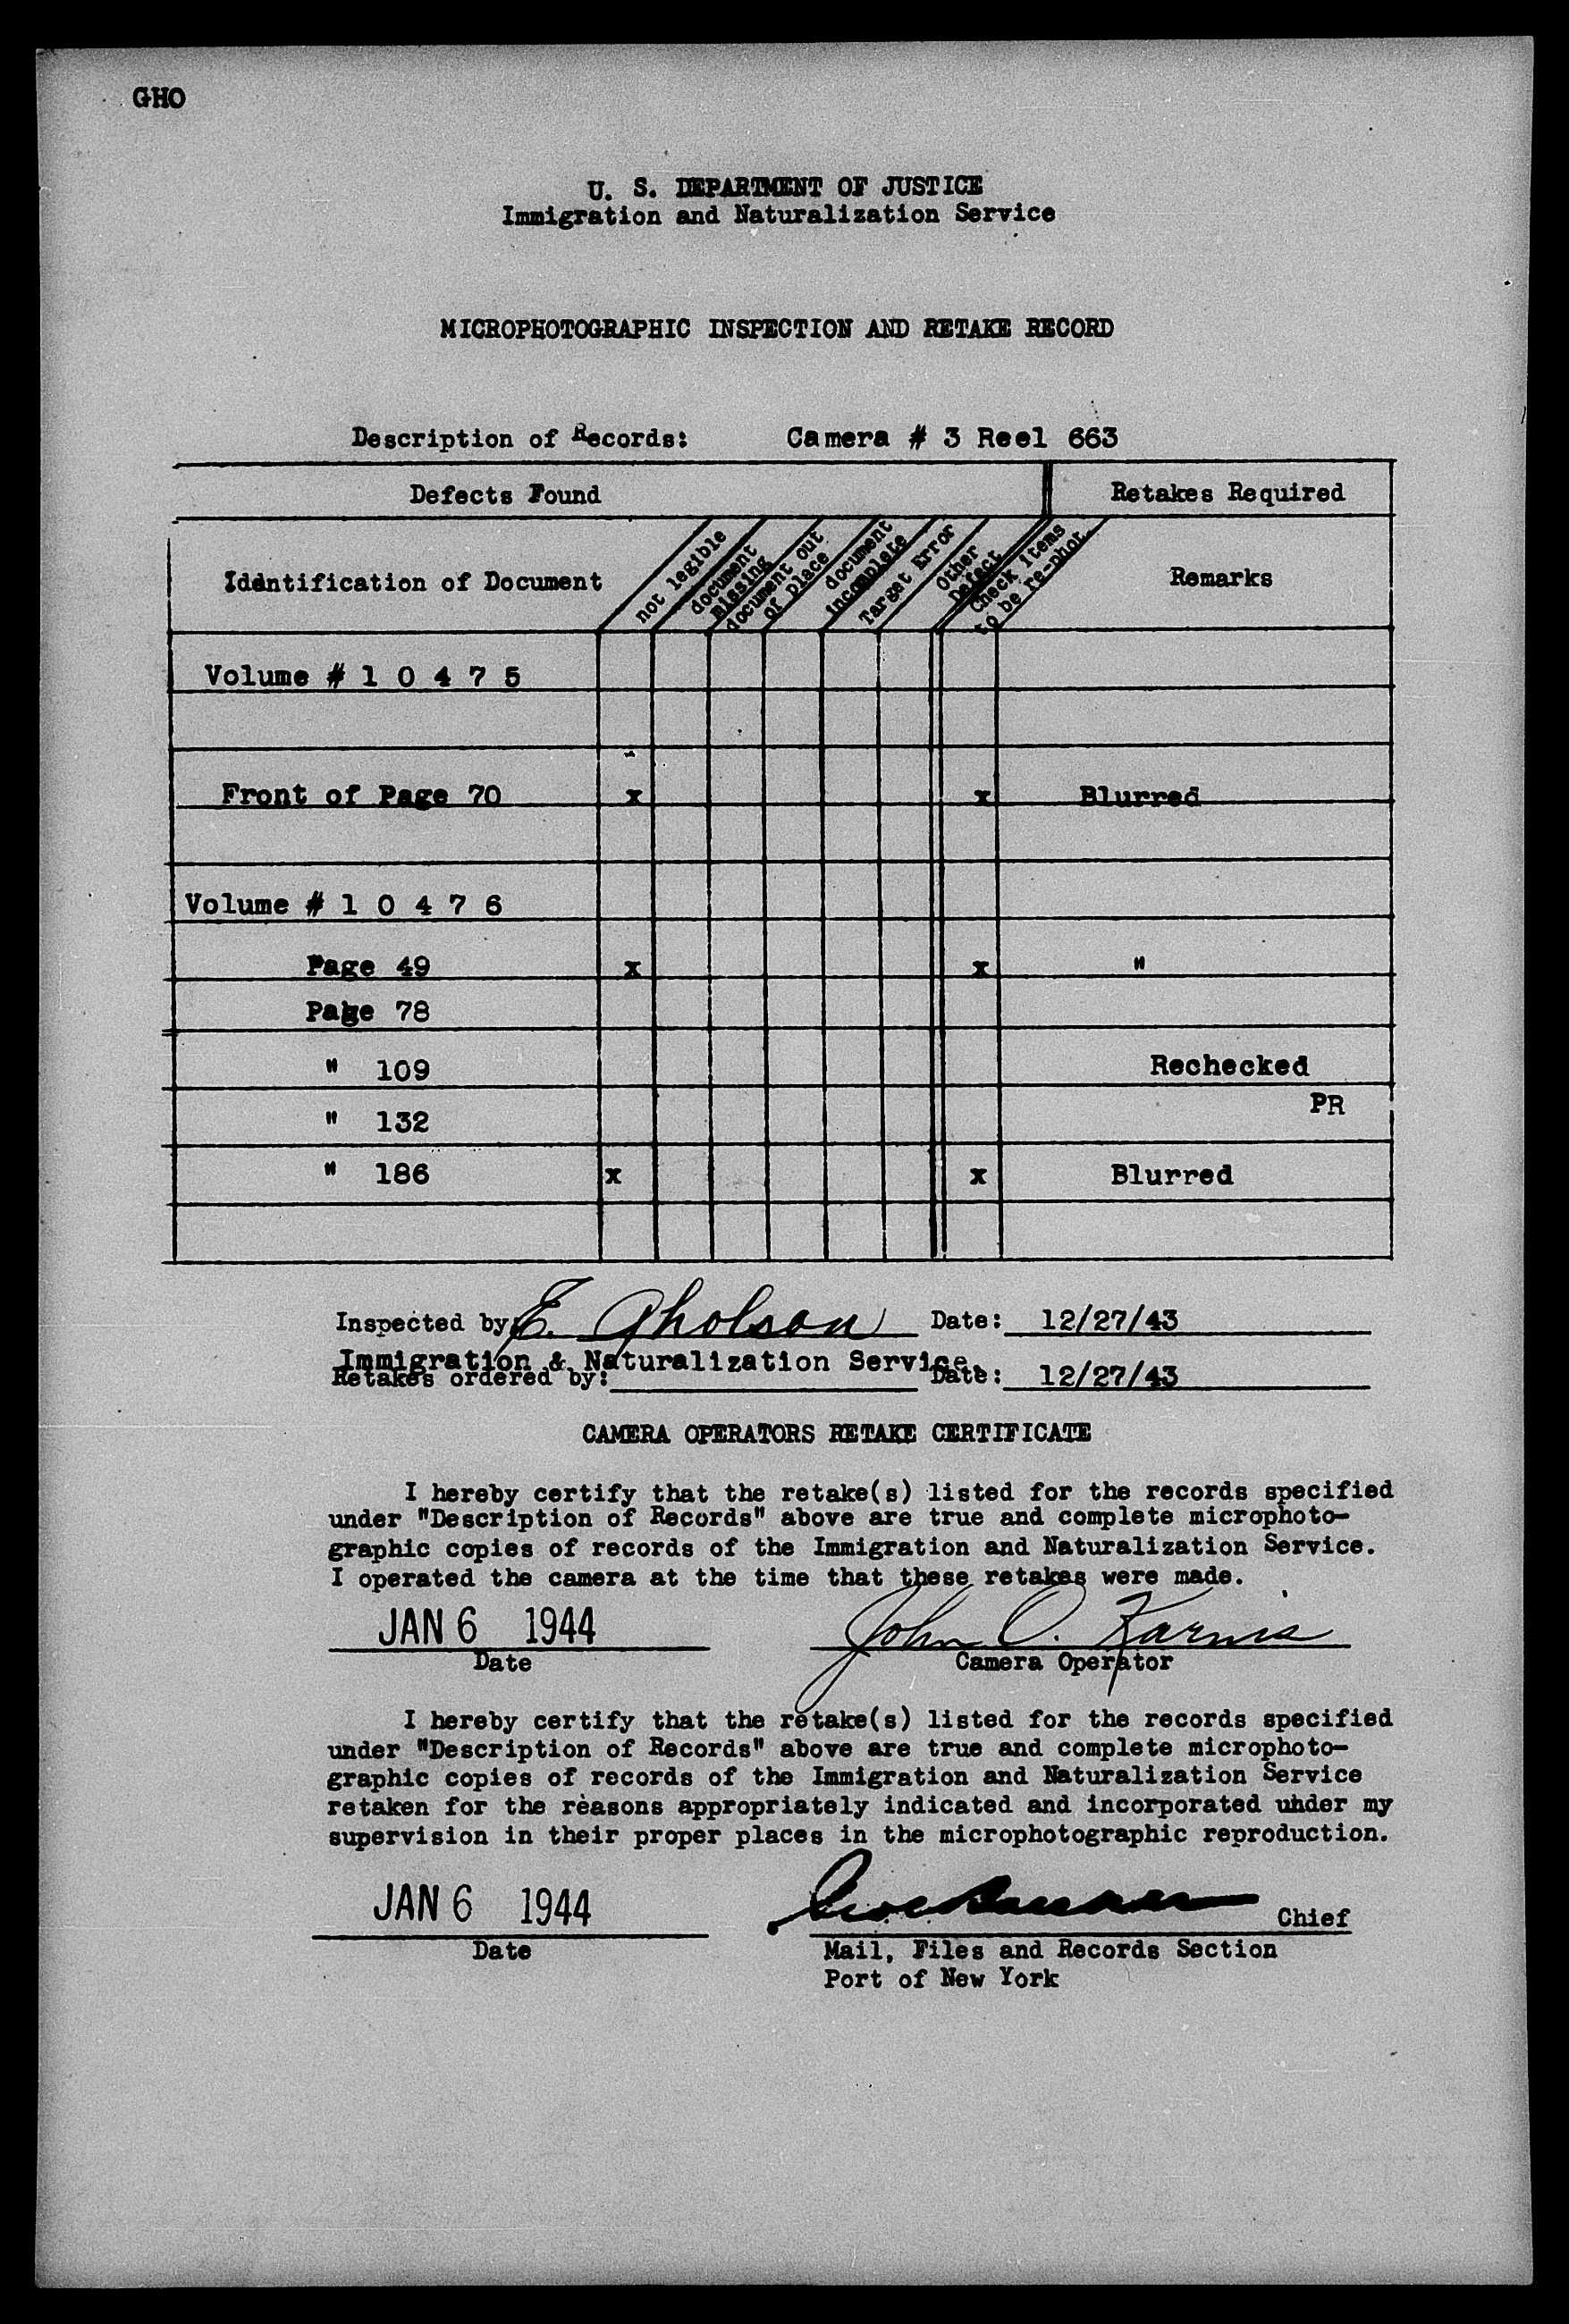 GHO
U. S. DEPARTMENT OF JUSTICE
Immigration and Naturalization Service
MICROPHOTOGRAPHIC INSPECTION AND RETAKE RECORD
Description of Records: Camera # 3 Reel 663
Defects Found Retakes Required
Identification of Document
not legible
document missing
document out of place
document incomplete
Target Error
Other Defect
Check items to be re-phot.
Remarks
Volume # 1 0 4 7 5
Front of Page 70 x x Blurred
Volume # 1 0 4 7 6
Page 49 x x "
Page 78
" 109 Rechecked
" 132 PR
" 186 x x Blurred
Inspected by: E. Gholson Date: 12/27/43
Immigration & Naturalization Service.
Retakes ordered by: Date: 12/27/43
CAMERA OPERATORS RETAKE CERTIFICATE
I hereby certify that the retake(s) listed for the records specified
under "Description of Records" above are true and complete microphoto-
graphic copies of records of the Immigration and Naturalization Service.
I operated the camera at the time that these retakes were made.
JAN 6 1944 John O. Karnis
Date Camera Operator
I hereby certify that the retake(s) listed for the records specified
under "Description of Records" above are true and complete microphoto-
graphic copies of records of the Immigration and Naturalization Service
retaken for the reasons appropriately indicated and incorporated under my
supervision in their proper places in the microphotographic reproduction.
JAN 6 1944 Chief
Date Mail, Files and Records Section
Port of New York